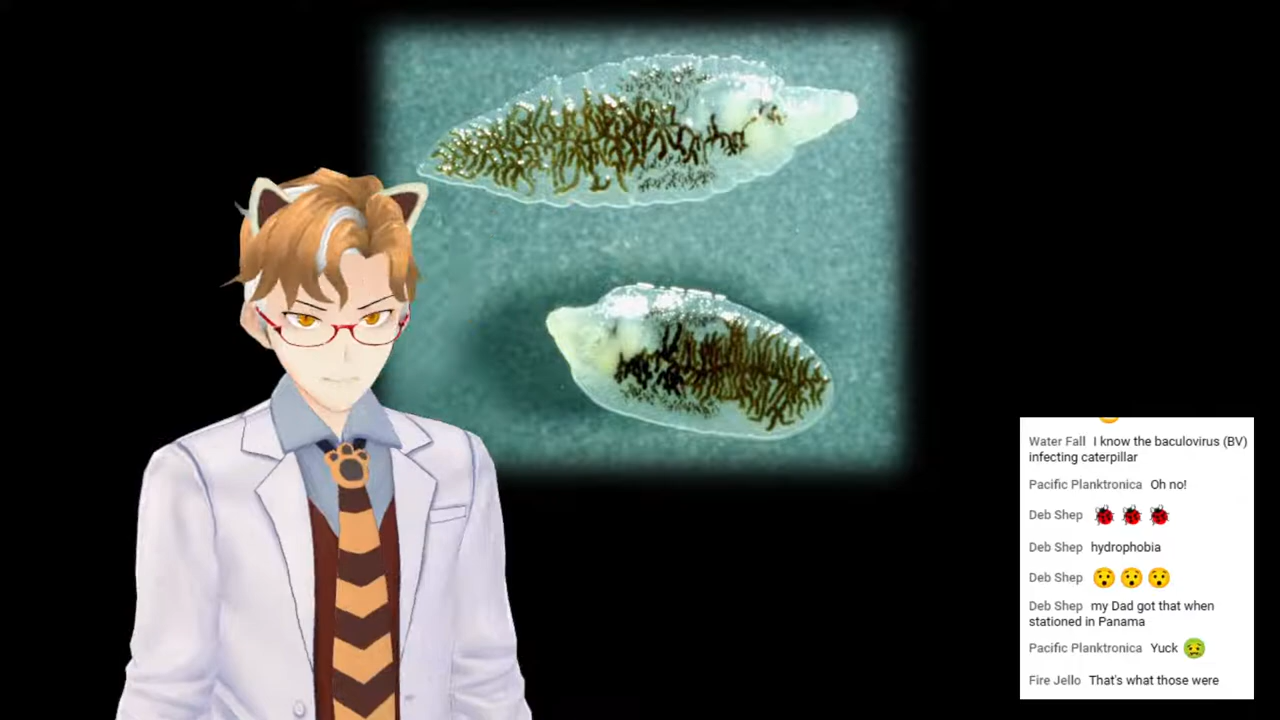 Water Fall I know the baculovirus (BV)
infecting caterpillar
Pacific Planktronica Oh no!
Deb Shep 🐞 🐞 🐞
Deb Shep hydrophobia
Deb Shep 😯 😯 😯
Deb Shep my Dad got that when
stationed in Panama
Pacific Planktronica Yuck 🤢
Fire Jello That's what those were